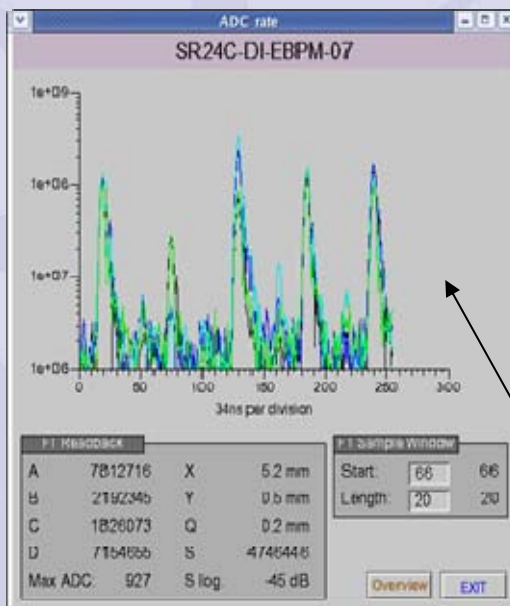 ADC rate
SR24C-DI-EBPM-07
1e+09
1e+08
1e+07
1e+06
0 50 100 150 200 250 300
34ns per division
FT Readback
A 7812716 X 5.2 mm
B 2192345 Y 0.5 mm
C 1826073 Q 0.2 mm
D 7154655 S 4746446
Max ADC: 927 S log: -45 dB
FT Sample Window
Start: 66 66
Length: 20 20
Overview EXIT